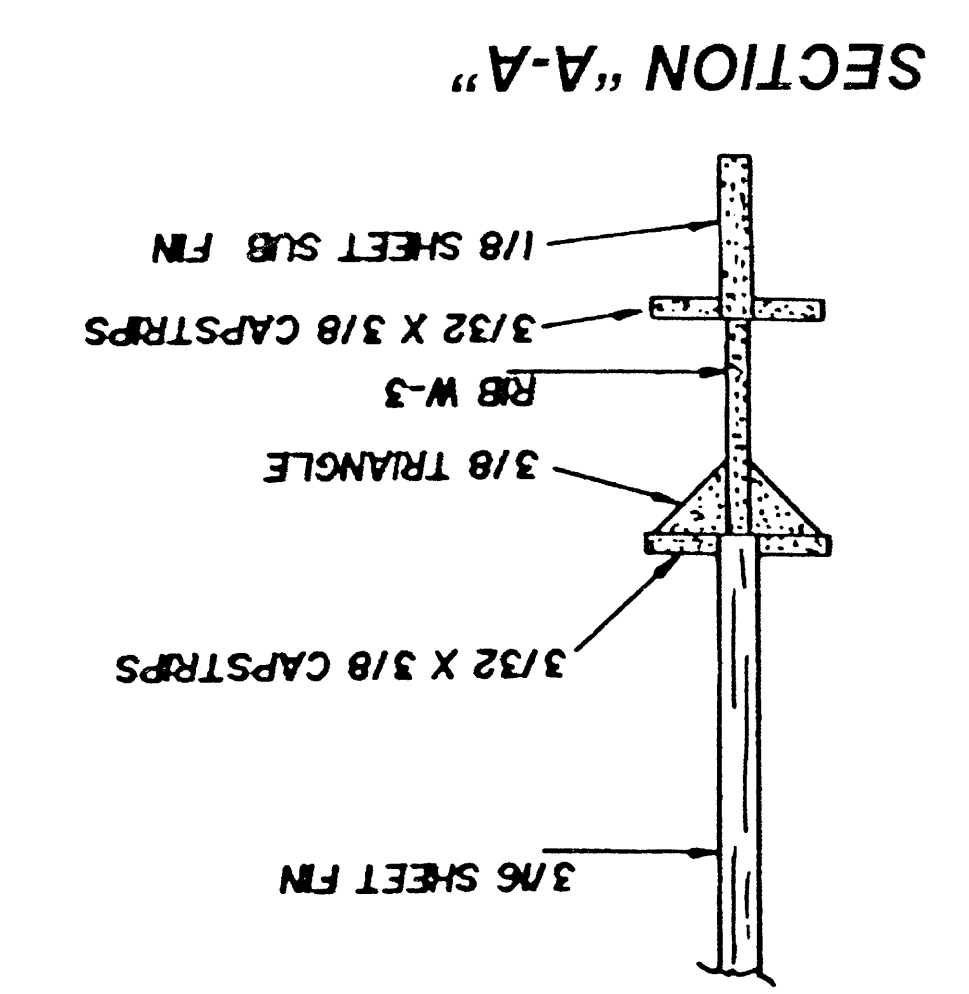 3/16 SHEET FIN
3/32 X 3/8 CAPSTRIPS
3/8 TRIANGLE
RIB W-3
3/32 X 3/8 CAPSTRIPS
1/8 SHEET SUB FIN
SECTION “A-A”